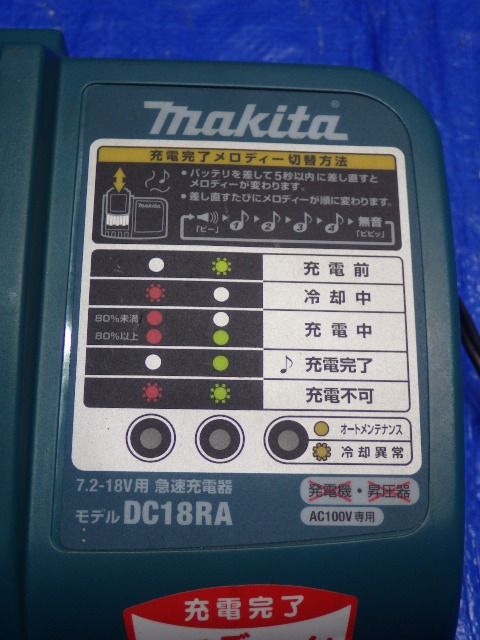 makita®
充電完了メロディー切替方法
・バッテリを差して5秒以内に差し直すと
メロディーが変わります。
・差し直すたびにメロディーが順に変わります。
makita
1 2 3 4 無音
「ピー」 「ピピッ」
充電前
冷却中
80%未満
充電中
80%以上
充電完了
充電不可
オートメンテナンス
冷却異常
7.2-18V用 急速充電器
発電機・昇圧器
モデル DC18RA
AC100V専用
充電完了